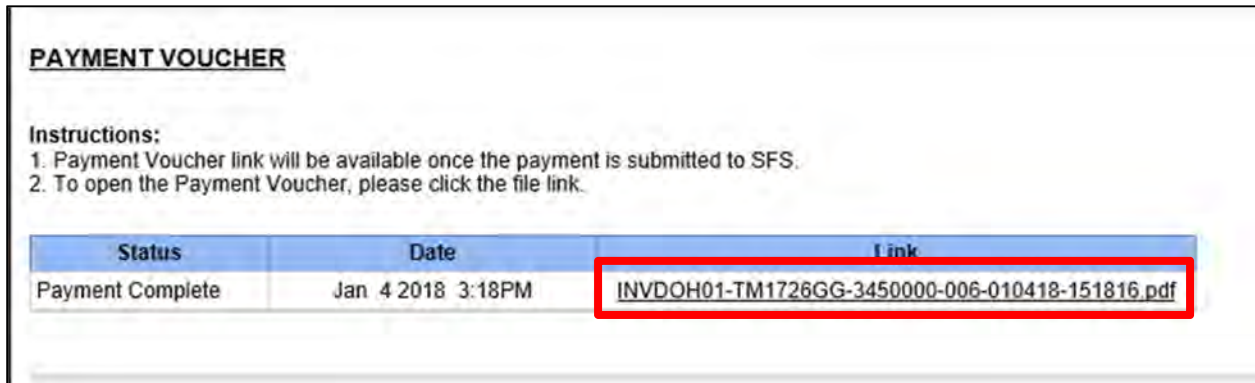 PAYMENT VOUCHER
Instructions:
1. Payment Voucher link will be available once the payment is submitted to SFS.
2. To open the Payment Voucher, please click the file link.
Status Date Link
Payment Complete Jan 4 2018 3:18PM INVDOH01-TM1726GG-3450000-006-010418-151816.pdf